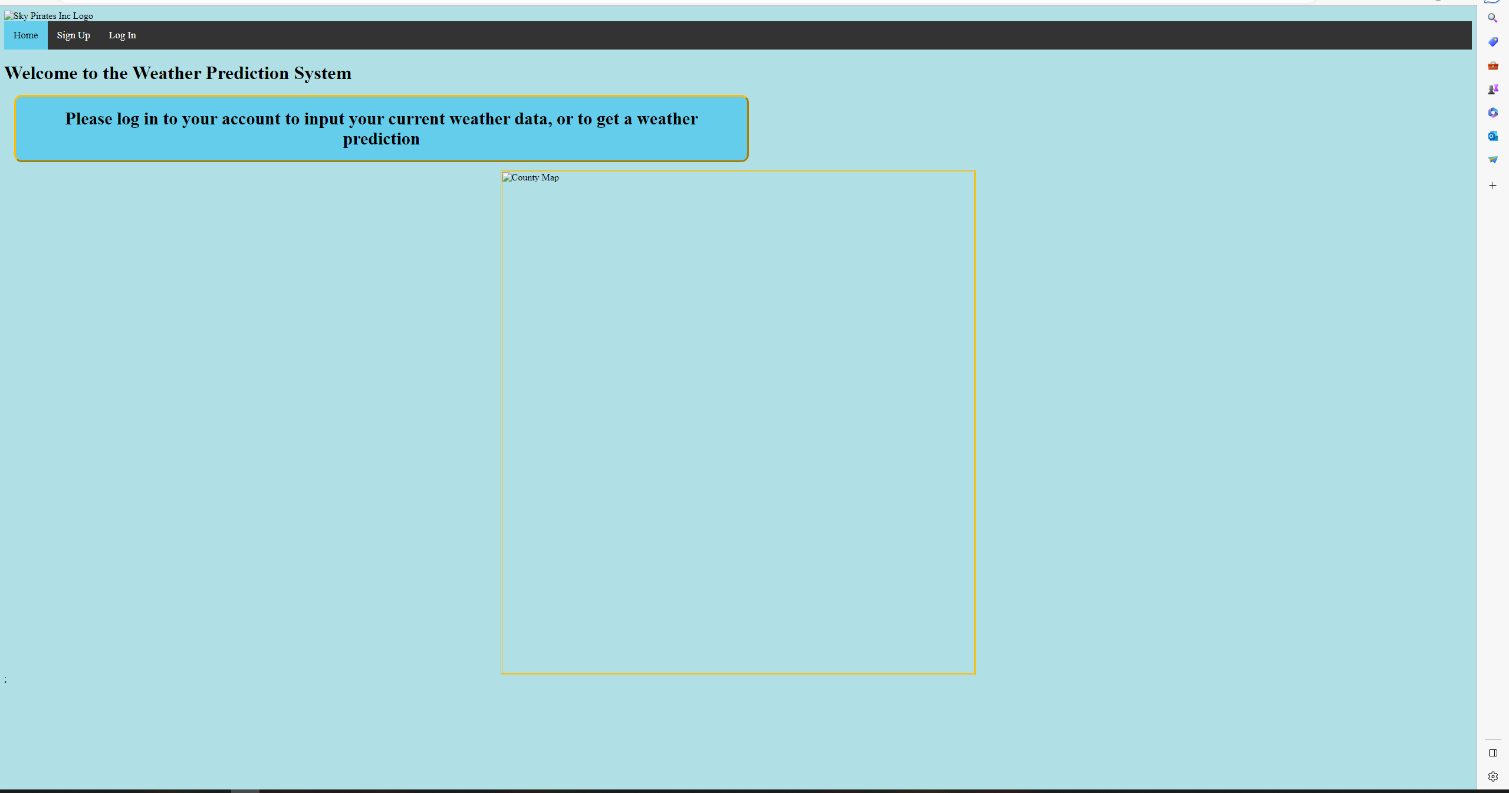 Sky Pirates Inc Logo
Home Sign Up Log In
Welcome to the Weather Prediction System
Please log in to your account to input your current weather data, or to get a weather
prediction
County Map
;